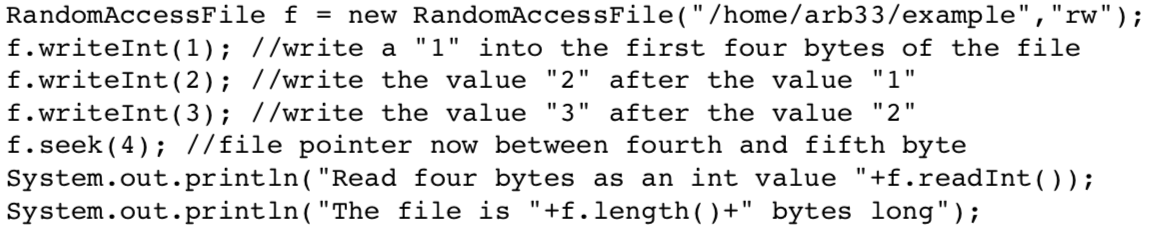 RandomAccessFile f = new RandomAccessFile("/home/arb33/example","rw");
f.writeInt(1); //write a "1" into the first four bytes of the file
f.writeInt(2); //write the value "2" after the value "1"
f.writeInt(3); //write the value "3" after the value "2"
f.seek(4); //file pointer now between fourth and fifth byte
System.out.println("Read four bytes as an int value "+f.readInt());
System.out.println("The file is "+f.length()+" bytes long");